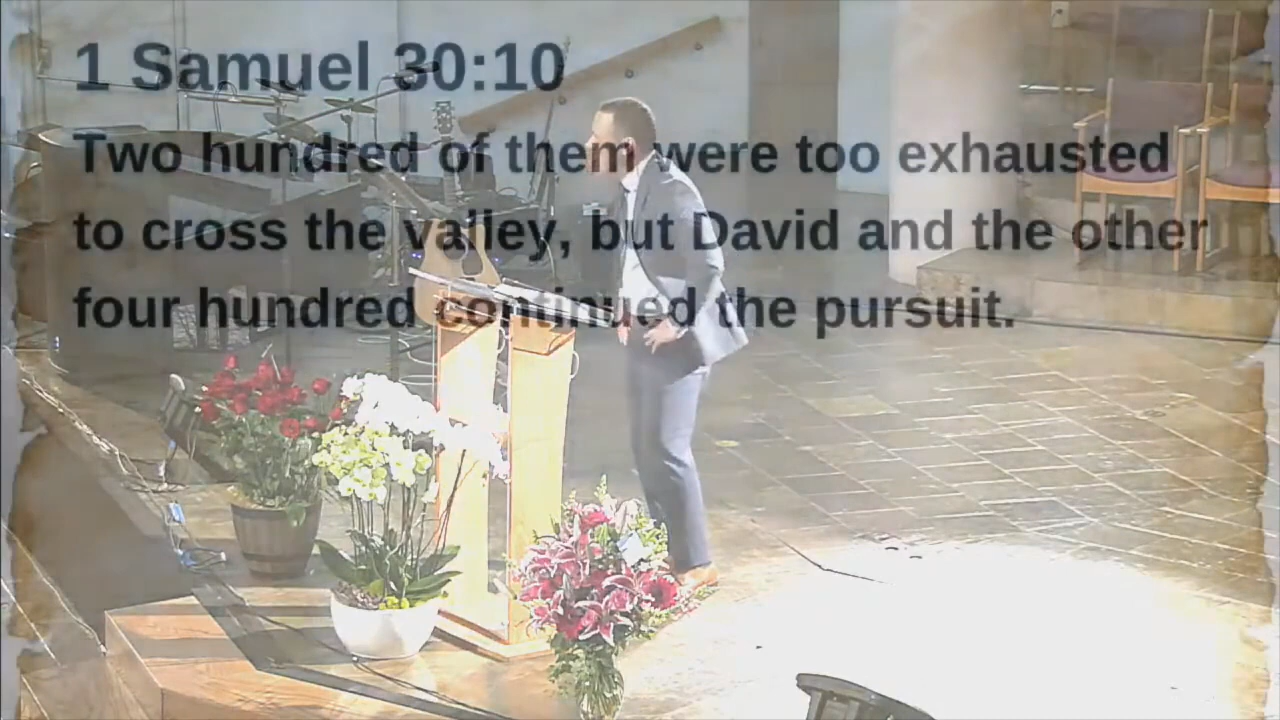 1 Samuel 30:10
Two hundred of them were too exhausted
to cross the valley, but David and the other
four hundred continued the pursuit.